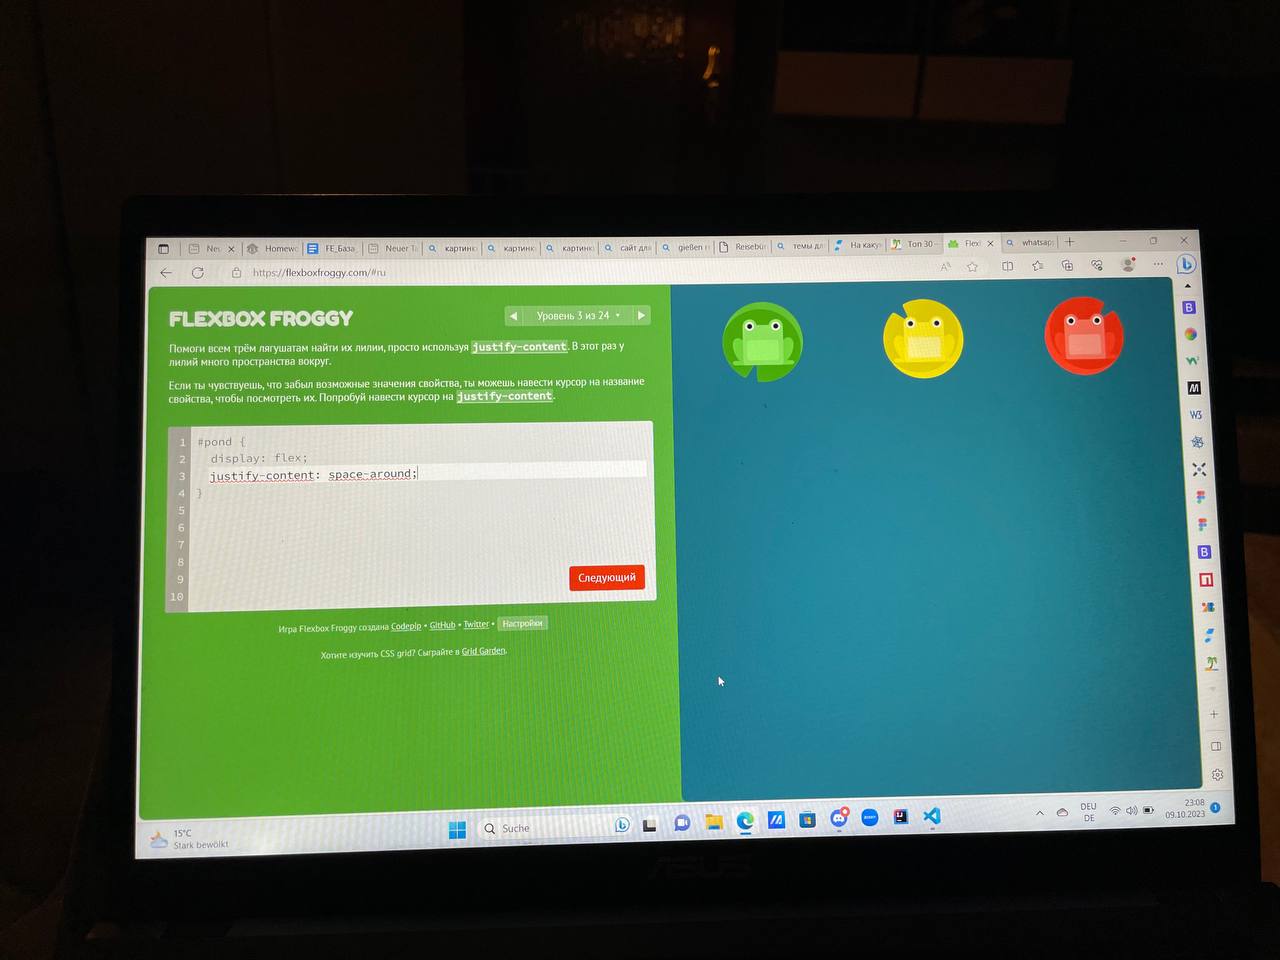 Neu
Homewo
FE_База
Neuer Ta
картинк
картинк
картинк
сайт для
gießen r
Reisebür
темы дл
На каку
Топ 30 –
Flex
whatsap
https://flexboxfroggy.com/#ru
FLEXBOX FROGGY
Уровень 3 из 24
Помоги всем трём лягушатам найти их лилии, просто используя justify-content. В этот раз у
лилий много пространства вокруг.
Если ты чувствуешь, что забыл возможные значения свойства, ты можешь навести курсор на название
свойства, чтобы посмотреть их. Попробуй навести курсор на justify-content.
1 #pond {
2 display: flex;
3 justify-content: space-around;
4 }
5
6
7
8
9
10
Следующий
Игра Flexbox Froggy создана Codepip • GitHub • Twitter • Настройки
Хотите изучить CSS grid? Сыграйте в Grid Garden.
B
M
W3
B
15°C
Stark bewölkt
Suche
DEU
DE
23:08
09.10.2023
1
ASUS